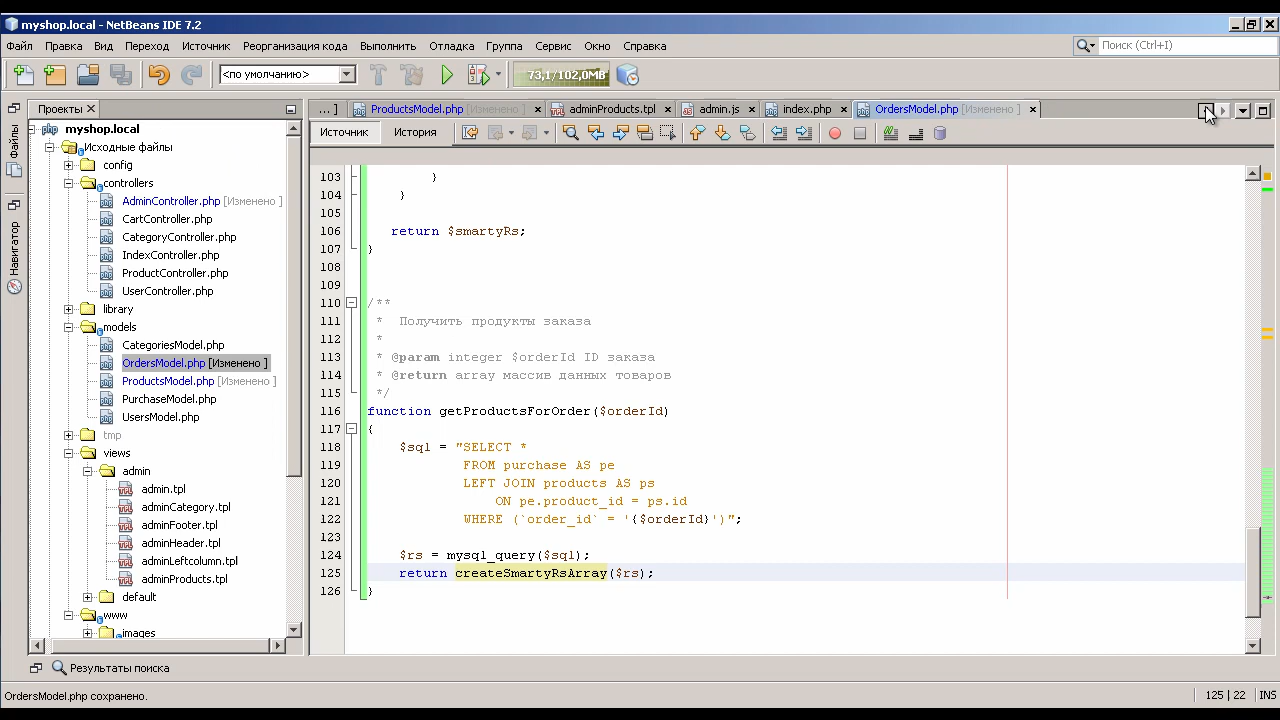 myshop.local - NetBeans IDE 7.2
Файл Правка Вид Переход Источник Реорганизация кода Выполнить Отладка Группа Сервис Окно Справка
Поиск (Ctrl+I)
<по умолчанию>
73,1/102,0MB
Проекты
... ] ProductsModel.php [Изменено ] adminProducts.tpl admin.js index.php OrdersModel.php [Изменено ]
Источник История
Файлы
Навигатор
myshop.local
Исходные файлы
config
controllers
AdminController.php [Изменено ]
CartController.php
CategoryController.php
IndexController.php
ProductController.php
UserController.php
library
models
CategoriesModel.php
OrdersModel.php [Изменено ]
ProductsModel.php [Изменено ]
PurchaseModel.php
UsersModel.php
tmp
views
admin
admin.tpl
adminCategory.tpl
adminFooter.tpl
adminHeader.tpl
adminLeftcolumn.tpl
adminProducts.tpl
default
www
images
103 }
104 }
105
106 return $smartyRs;
107 }
108
109
110 /**
111 * Получить продукты заказа
112 *
113 * @param integer $orderId ID заказа
114 * @return array массив данных товаров
115 */
116 function getProductsForOrder($orderId)
117 {
118 $sql = "SELECT *
119 FROM purchase AS pe
120 LEFT JOIN products AS ps
121 ON pe.product_id = ps.id
122 WHERE (`order_id` = '{$orderId}')";
123
124 $rs = mysql_query($sql);
125 return createSmartyRsArray($rs);
126 }
Результаты поиска
OrdersModel.php сохранено.
125 | 22 INS